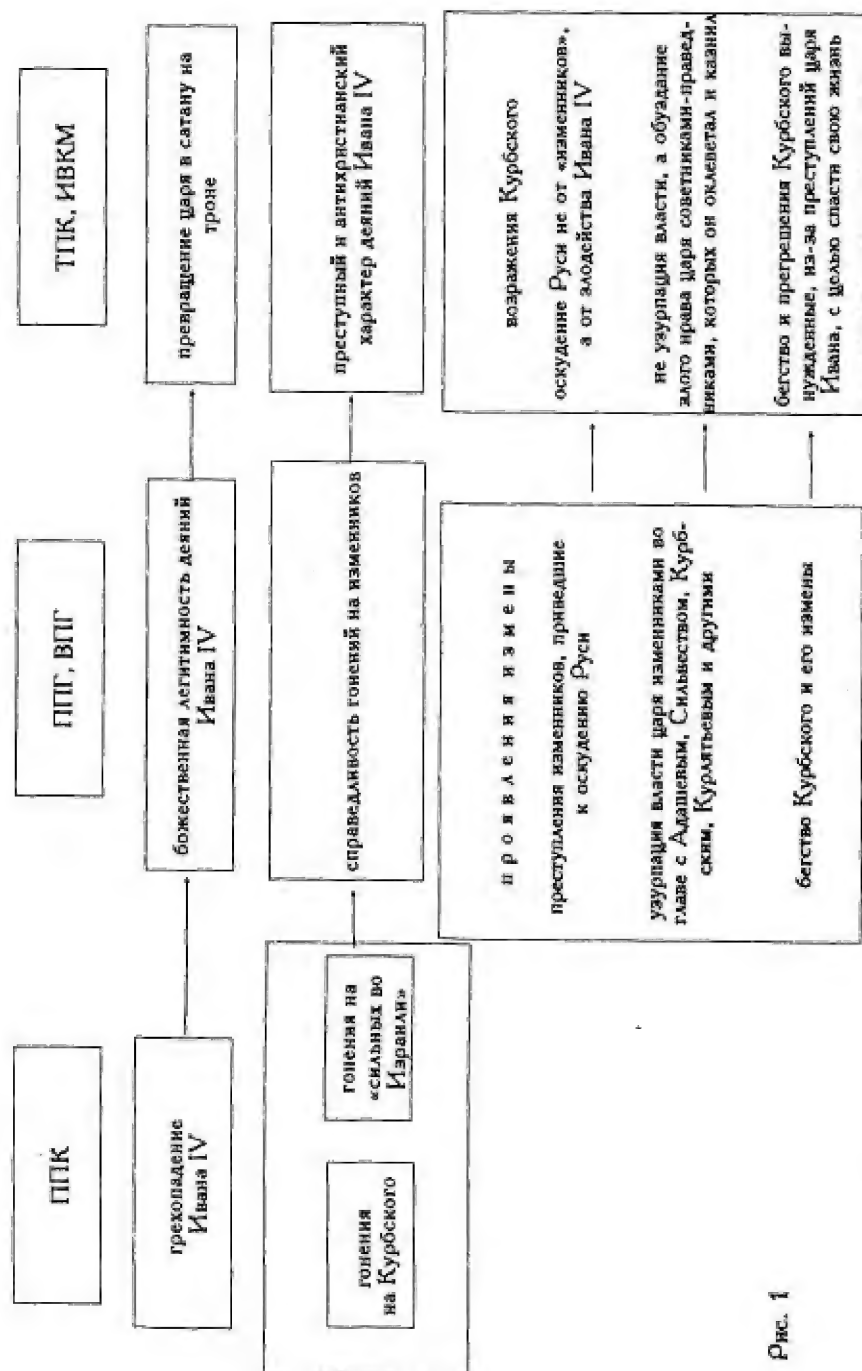 ППК
ППГ, ВПГ
ТПК, ИВКМ
грехопадение
Ивана IV
божественная легитимность деяний
Ивана IV
превращение царя в сатану на
троне
гонения
на Курбского
гонения на
«сильных во
Израили»
справедливость гонений на изменников
преступный и антихристианский
характер деяний Ивана IV
проявления измены
преступления изменников, приведшие
к оскудению Руси
узурпация власти царя изменниками во
главе с Адашевым, Сильвестром, Курб-
ским, Курлятьевым и другими
бегство Курбского и его измены
возражения Курбского
оскудение Руси не от «изменников»,
а от злодейства Ивана IV
не узурпация власти, а обуздание
злого нрава царя советниками-правед-
никами, которых он оклеветал и казнил
бегство и прегрешения Курбского вы-
нужденные, из-за преступлений царя
Ивана, с целью спасти свою жизнь
Рис. 1